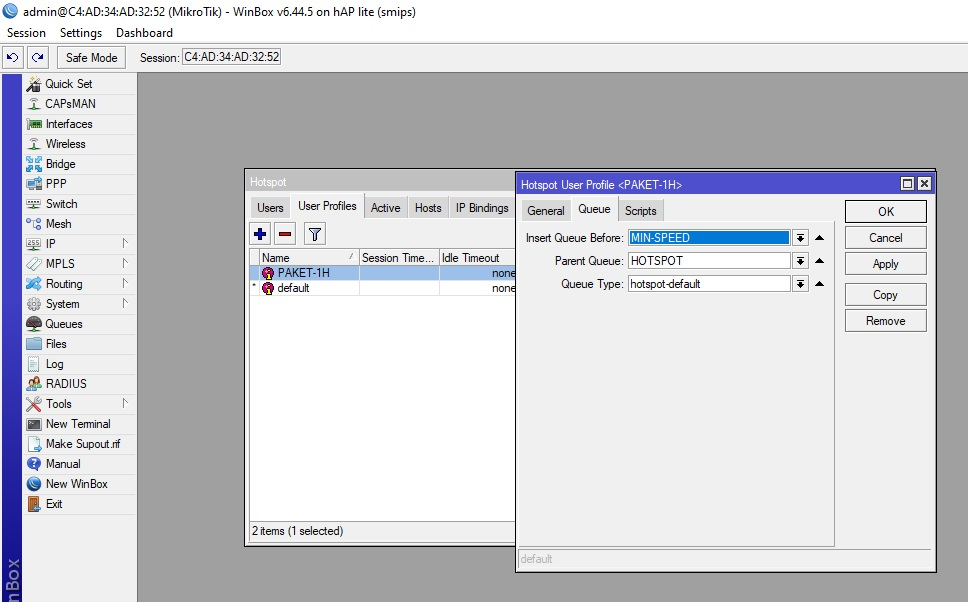 admin@C4:AD:34:AD:32:52 (MikroTik) - WinBox v6.44.5 on hAP lite (smips)
Session Settings Dashboard
Safe Mode Session: C4:AD:34:AD:32:52
Quick Set
CAPsMAN
Interfaces
Wireless
Bridge
PPP
Switch
Mesh
IP
MPLS
Routing
System
Queues
Files
Log
RADIUS
Tools
New Terminal
Make Supout.rif
Manual
New WinBox
Exit
nBox
Hotspot
Users User Profiles Active Hosts IP Bindings
Name Session Time... Idle Timeout
PAKET-1H none
* default none
2 items (1 selected)
Hotspot User Profile <PAKET-1H>
General Queue Scripts
Insert Queue Before: MIN-SPEED
Parent Queue: HOTSPOT
Queue Type: hotspot-default
OK
Cancel
Apply
Copy
Remove
default